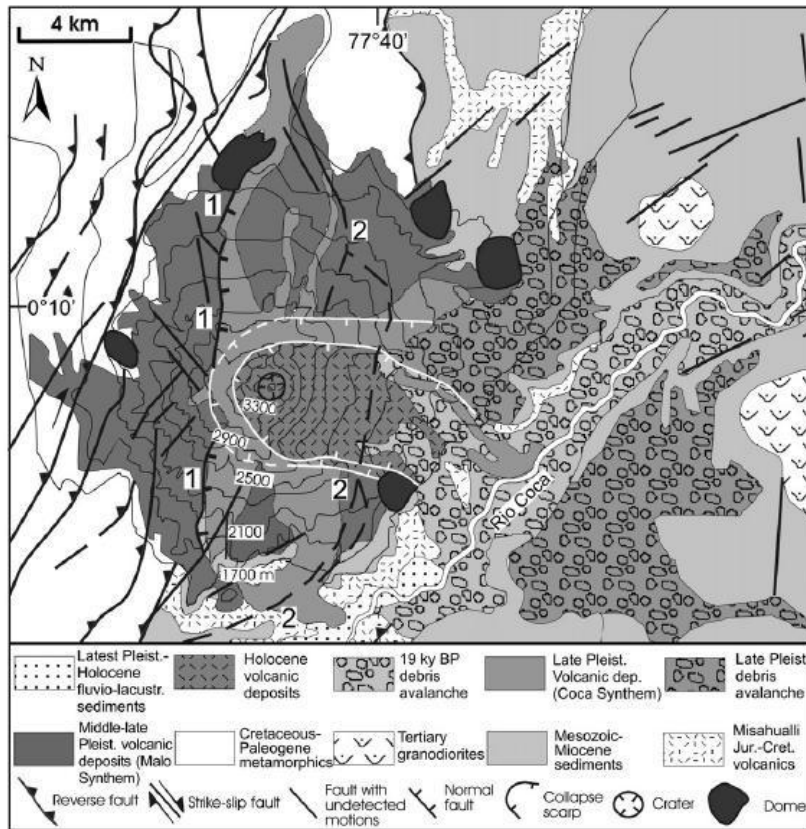 4 km
77°40'
N
1
2
0°10'
1
3300
2900
1
2500
2
2100
Rio Coca
1700 m
2
Latest Pleist.-
Holocene
fluvio-lacustr.
sediments
Holocene
volcanic
deposits
19 ky BP
debris
avalanche
Late Pleist.
Volcanic dep.
(Coca Synthem)
Late Pleist.
debris
avalanche
Middle-late
Pleist. volcanic
deposits (Malo
Synthem)
Cretaceous-
Paleogene
metamorphics
Tertiary
granodiorites
Mesozoic-
Miocene
sediments
Misahualli
Jur.-Cret.
volcanics
Reverse fault
Strike-slip fault
Fault with
undetected
motions
Normal
fault
Collapse
scarp
Crater
Dome